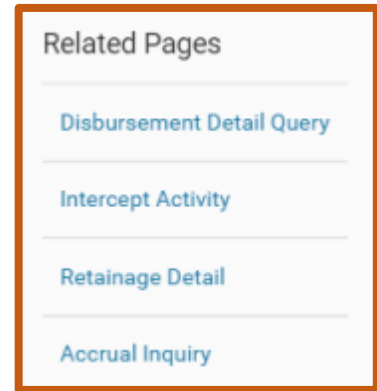 Related Pages
Disbursement Detail Query
Intercept Activity
Retainage Detail
Accrual Inquiry